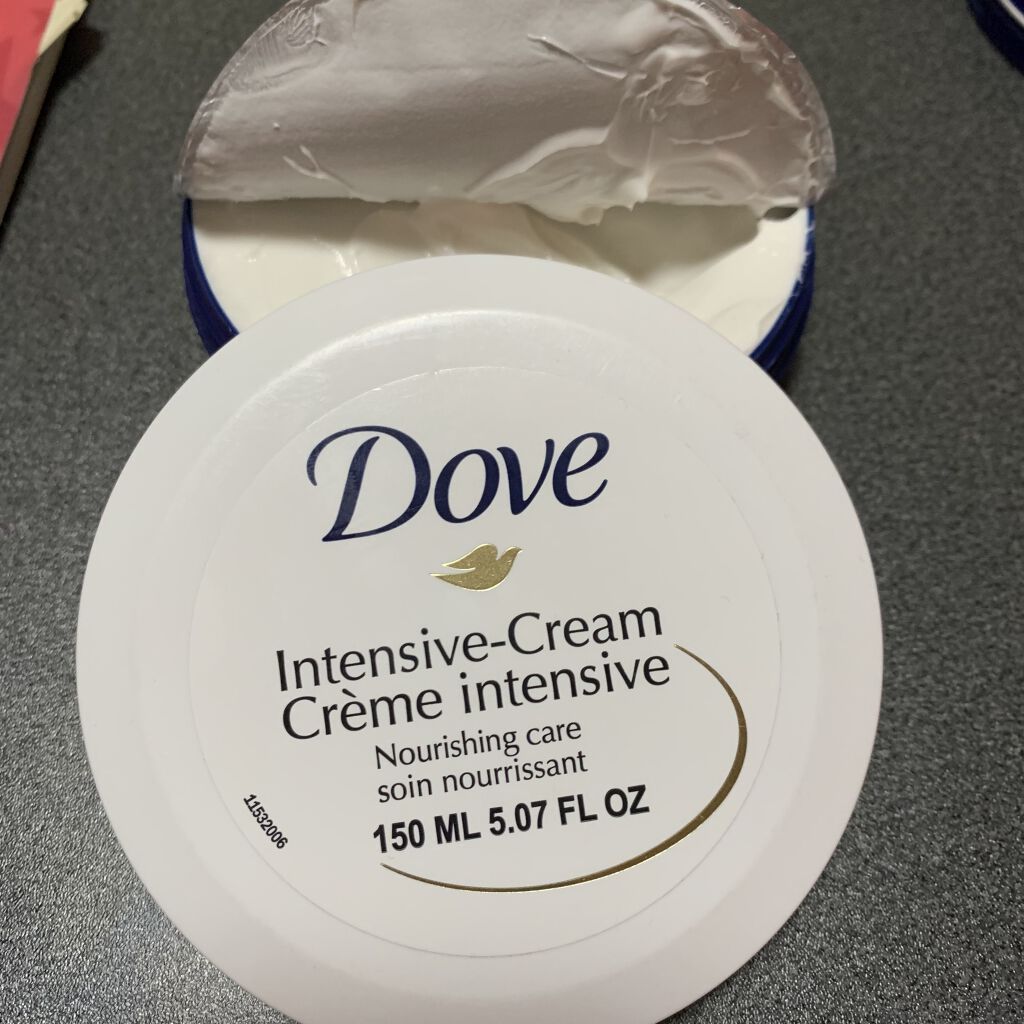 Dove
Intensive-Cream
Crème intensive
Nourishing care
soin nourrissant
150 ML 5.07 FL OZ
11532006